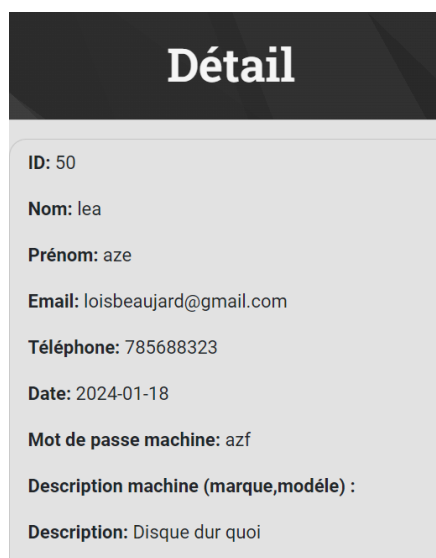 Détail
ID: 50
Nom: lea
Prénom: aze
Email: loisbeaujard@gmail.com
Téléphone: 785688323
Date: 2024-01-18
Mot de passe machine: azf
Description machine (marque,modéle) :
Description: Disque dur quoi